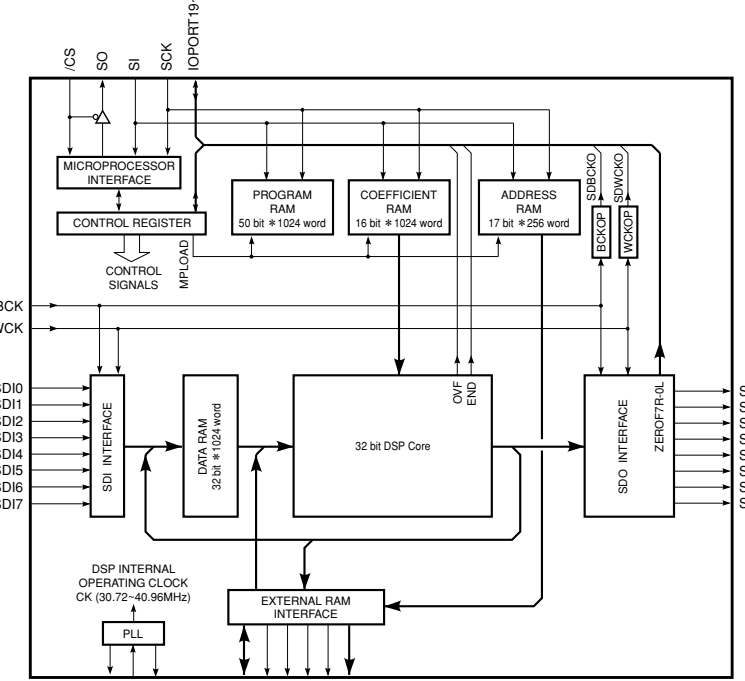 /CS
SO
SI
SCK
IOPORT19
MICROPROCESSOR
INTERFACE
CONTROL REGISTER
CONTROL
SIGNALS
MPLOAD
PROGRAM
RAM
50 bit * 1024 word
COEFFICIENT
RAM
16 bit * 1024 word
ADDRESS
RAM
17 bit * 256 word
SDBCKO
SDWCKO
BCKOP
WCKOP
BCK
WCK
SDI0
SDI1
SDI2
SDI3
SDI4
SDI5
SDI6
SDI7
SDI INTERFACE
DATA RAM
32 bit * 1024 word
32 bit DSP Core
OVF
END
SDO INTERFACE
ZEROF7R-0L
DSP INTERNAL
OPERATING CLOCK
CK (30.72~40.96MHz)
PLL
EXTERNAL RAM
INTERFACE